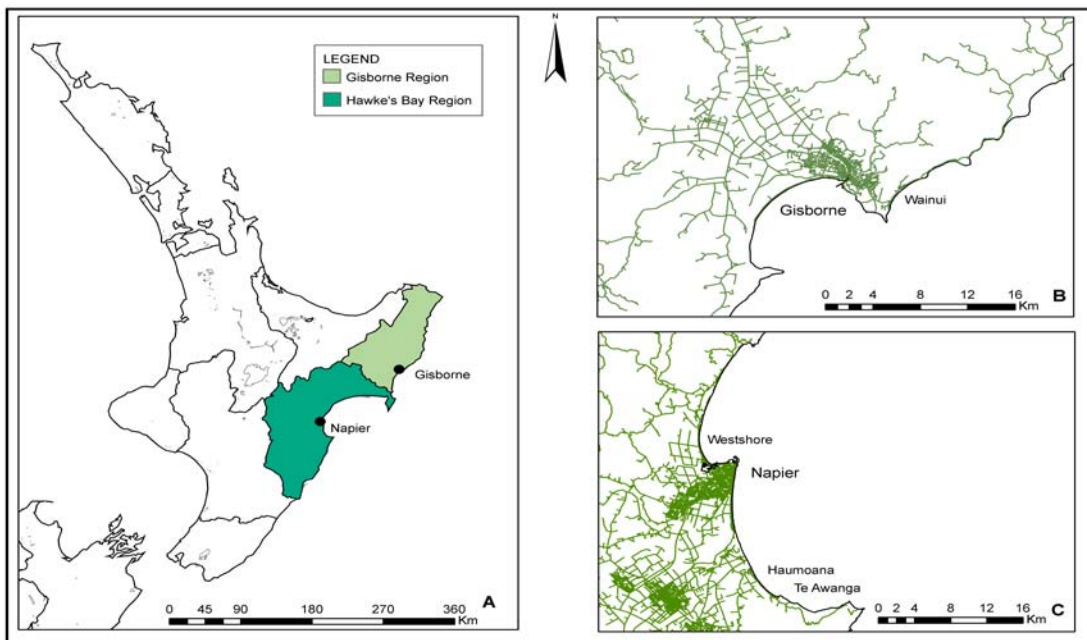 LEGEND
Gisborne Region
Hawke's Bay Region
Gisborne
Napier
0 45 90 180 270 360
Km
A
N
Gisborne
Wainui
B
0 2 4 8 12 16
Km
Westshore
Napier
Haumoana
Te Awanga
0 2 4 8 12 16
Km
C